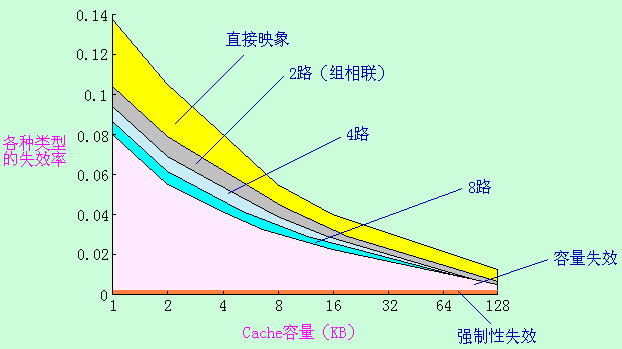 0.14
直接映象
0.12
2路（组相联）
0.1
各种类型
的失效率
0.08
4路
0.06
8路
0.04
0.02
容量失效
0
1 2 4 8 16 32 64 128
Cache容量（KB）
强制性失效